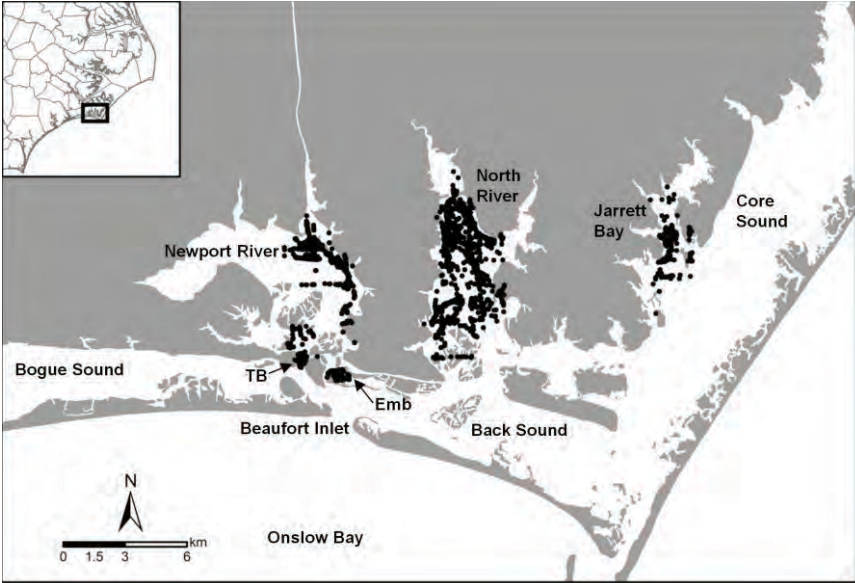 North
River
Jarrett
Bay
Core
Sound
Newport River
Bogue Sound
TB
Emb
Beaufort Inlet
Back Sound
N
Onslow Bay
km
0 1.5 3 6